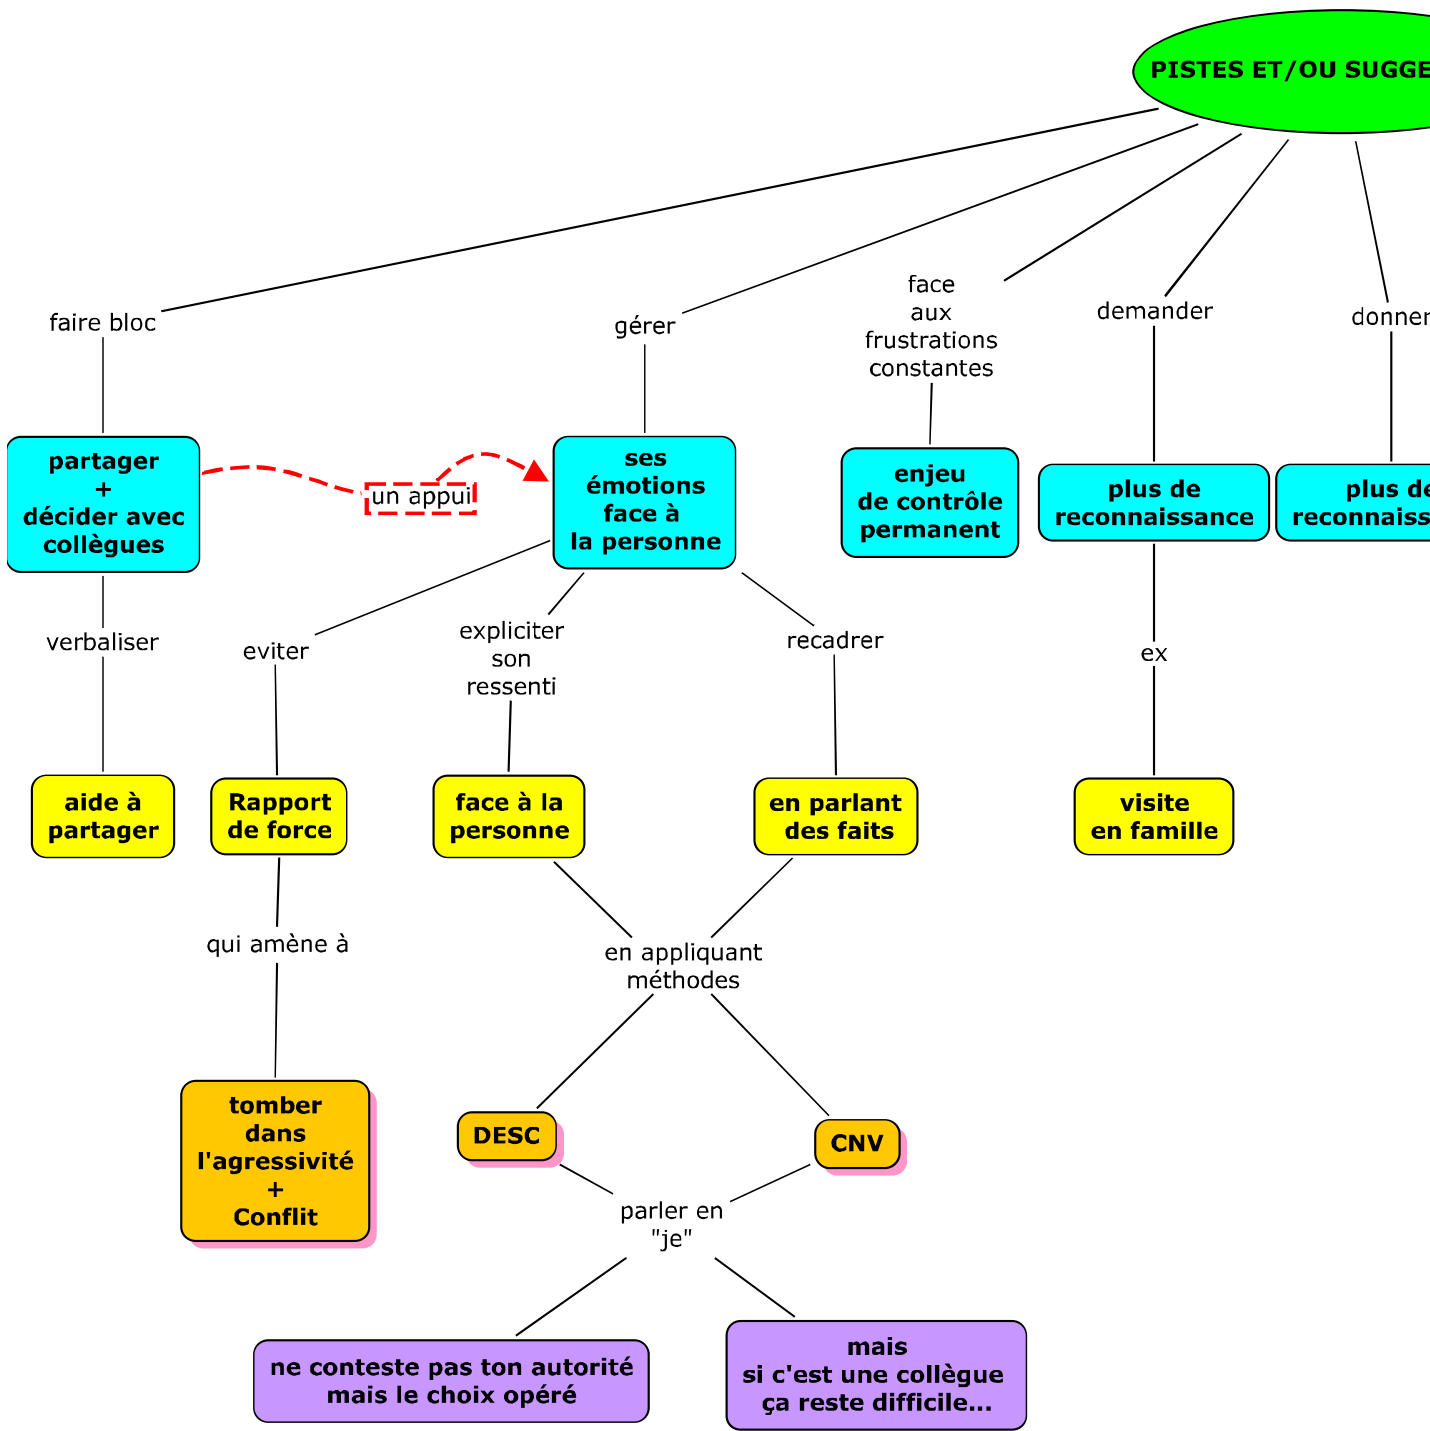 PISTES ET/OU SUGGE
faire bloc
gérer
face
aux
frustrations
constantes
demander
donner
partager
+
décider avec
collègues
un appui
ses
émotions
face à
la personne
enjeu
de contrôle
permanent
plus de
reconnaissance
plus de
reconnaiss
verbaliser
eviter
expliciter
son
ressenti
recadrer
ex
aide à
partager
Rapport
de force
face à la
personne
en parlant
des faits
visite
en famille
qui amène à
en appliquant
méthodes
tomber
dans
l'agressivité
+
Conflit
DESC
CNV
parler en
"je"
ne conteste pas ton autorité
mais le choix opéré
mais
si c'est une collègue
ça reste difficile...